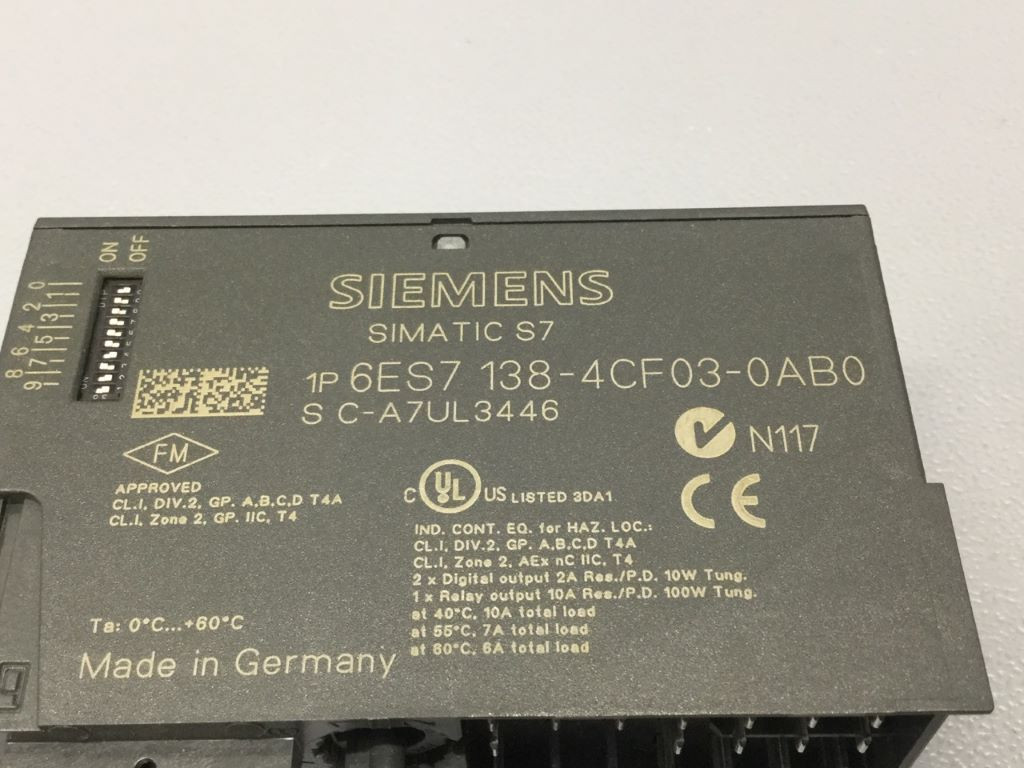 ON
OFF
8 6 4 2 0
9 7 5 3 1
SIEMENS
SIMATIC S7
1P 6ES7 138-4CF03-0AB0
S C-A7UL3446
N117
FM
APPROVED
CL.I, DIV.2, GP. A,B,C,D T4A
CL.I, Zone 2, GP. IIC, T4
C UL US LISTED 3DA1
CE
IND. CONT. EQ. for HAZ. LOC.:
CL.I, DIV.2, GP. A,B,C,D T4A
CL.I, Zone 2, AEx nC IIC, T4
2 x Digital output 2A Res./P.D. 10W Tung.
1 x Relay output 10A Res./P.D. 100W Tung.
at 40°C, 10A total load
at 55°C, 7A total load
at 60°C, 6A total load
Ta: 0°C...+60°C
Made in Germany